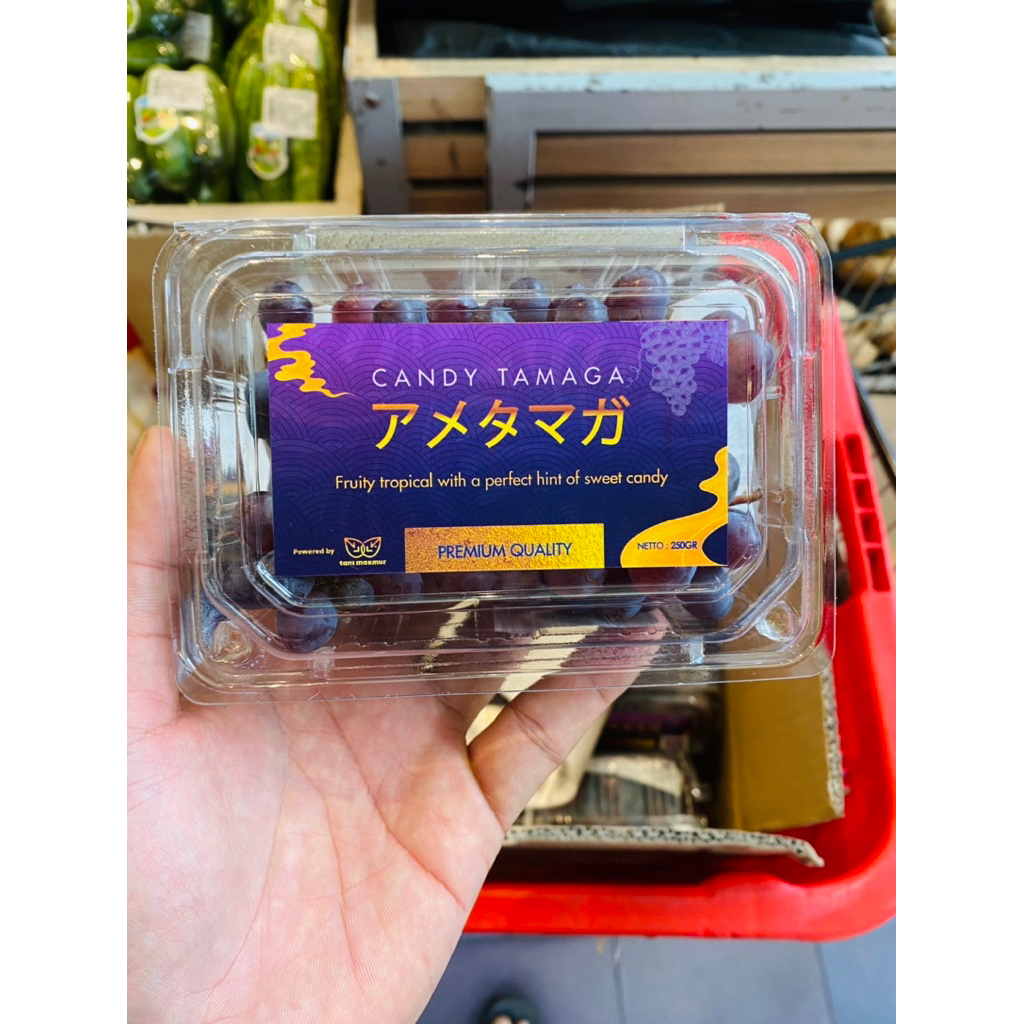 CANDY TAMAGA
アメタマガ
Fruity tropical with a perfect hint of sweet candy
Powered by
tani makmur
PREMIUM QUALITY
NETTO : 250GR